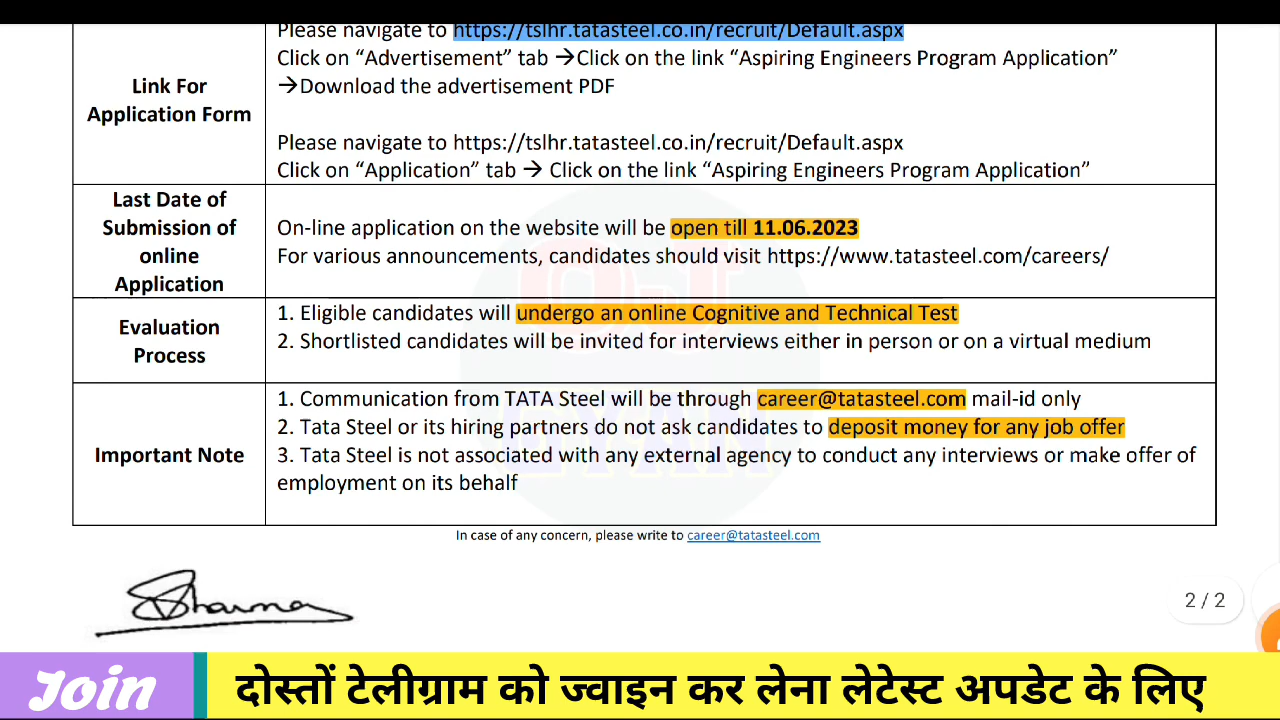 Please navigate to https://tslhr.tatasteel.co.in/recruit/Default.aspx
Click on “Advertisement” tab →Click on the link “Aspiring Engineers Program Application”
→Download the advertisement PDF
Link For
Application Form
Please navigate to https://tslhr.tatasteel.co.in/recruit/Default.aspx
Click on “Application” tab → Click on the link “Aspiring Engineers Program Application”
Last Date of
Submission of
online
Application
On-line application on the website will be open till 11.06.2023
For various announcements, candidates should visit https://www.tatasteel.com/careers/
Evaluation
Process
1. Eligible candidates will undergo an online Cognitive and Technical Test
2. Shortlisted candidates will be invited for interviews either in person or on a virtual medium
Important Note
1. Communication from TATA Steel will be through career@tatasteel.com mail-id only
2. Tata Steel or its hiring partners do not ask candidates to deposit money for any job offer
3. Tata Steel is not associated with any external agency to conduct any interviews or make offer of
employment on its behalf
In case of any concern, please write to career@tatasteel.com
OJ
GYAN
Sharma
2 / 2
Join
दोस्तों टेलीग्राम को ज्वाइन कर लेना लेटेस्ट अपडेट के लिए